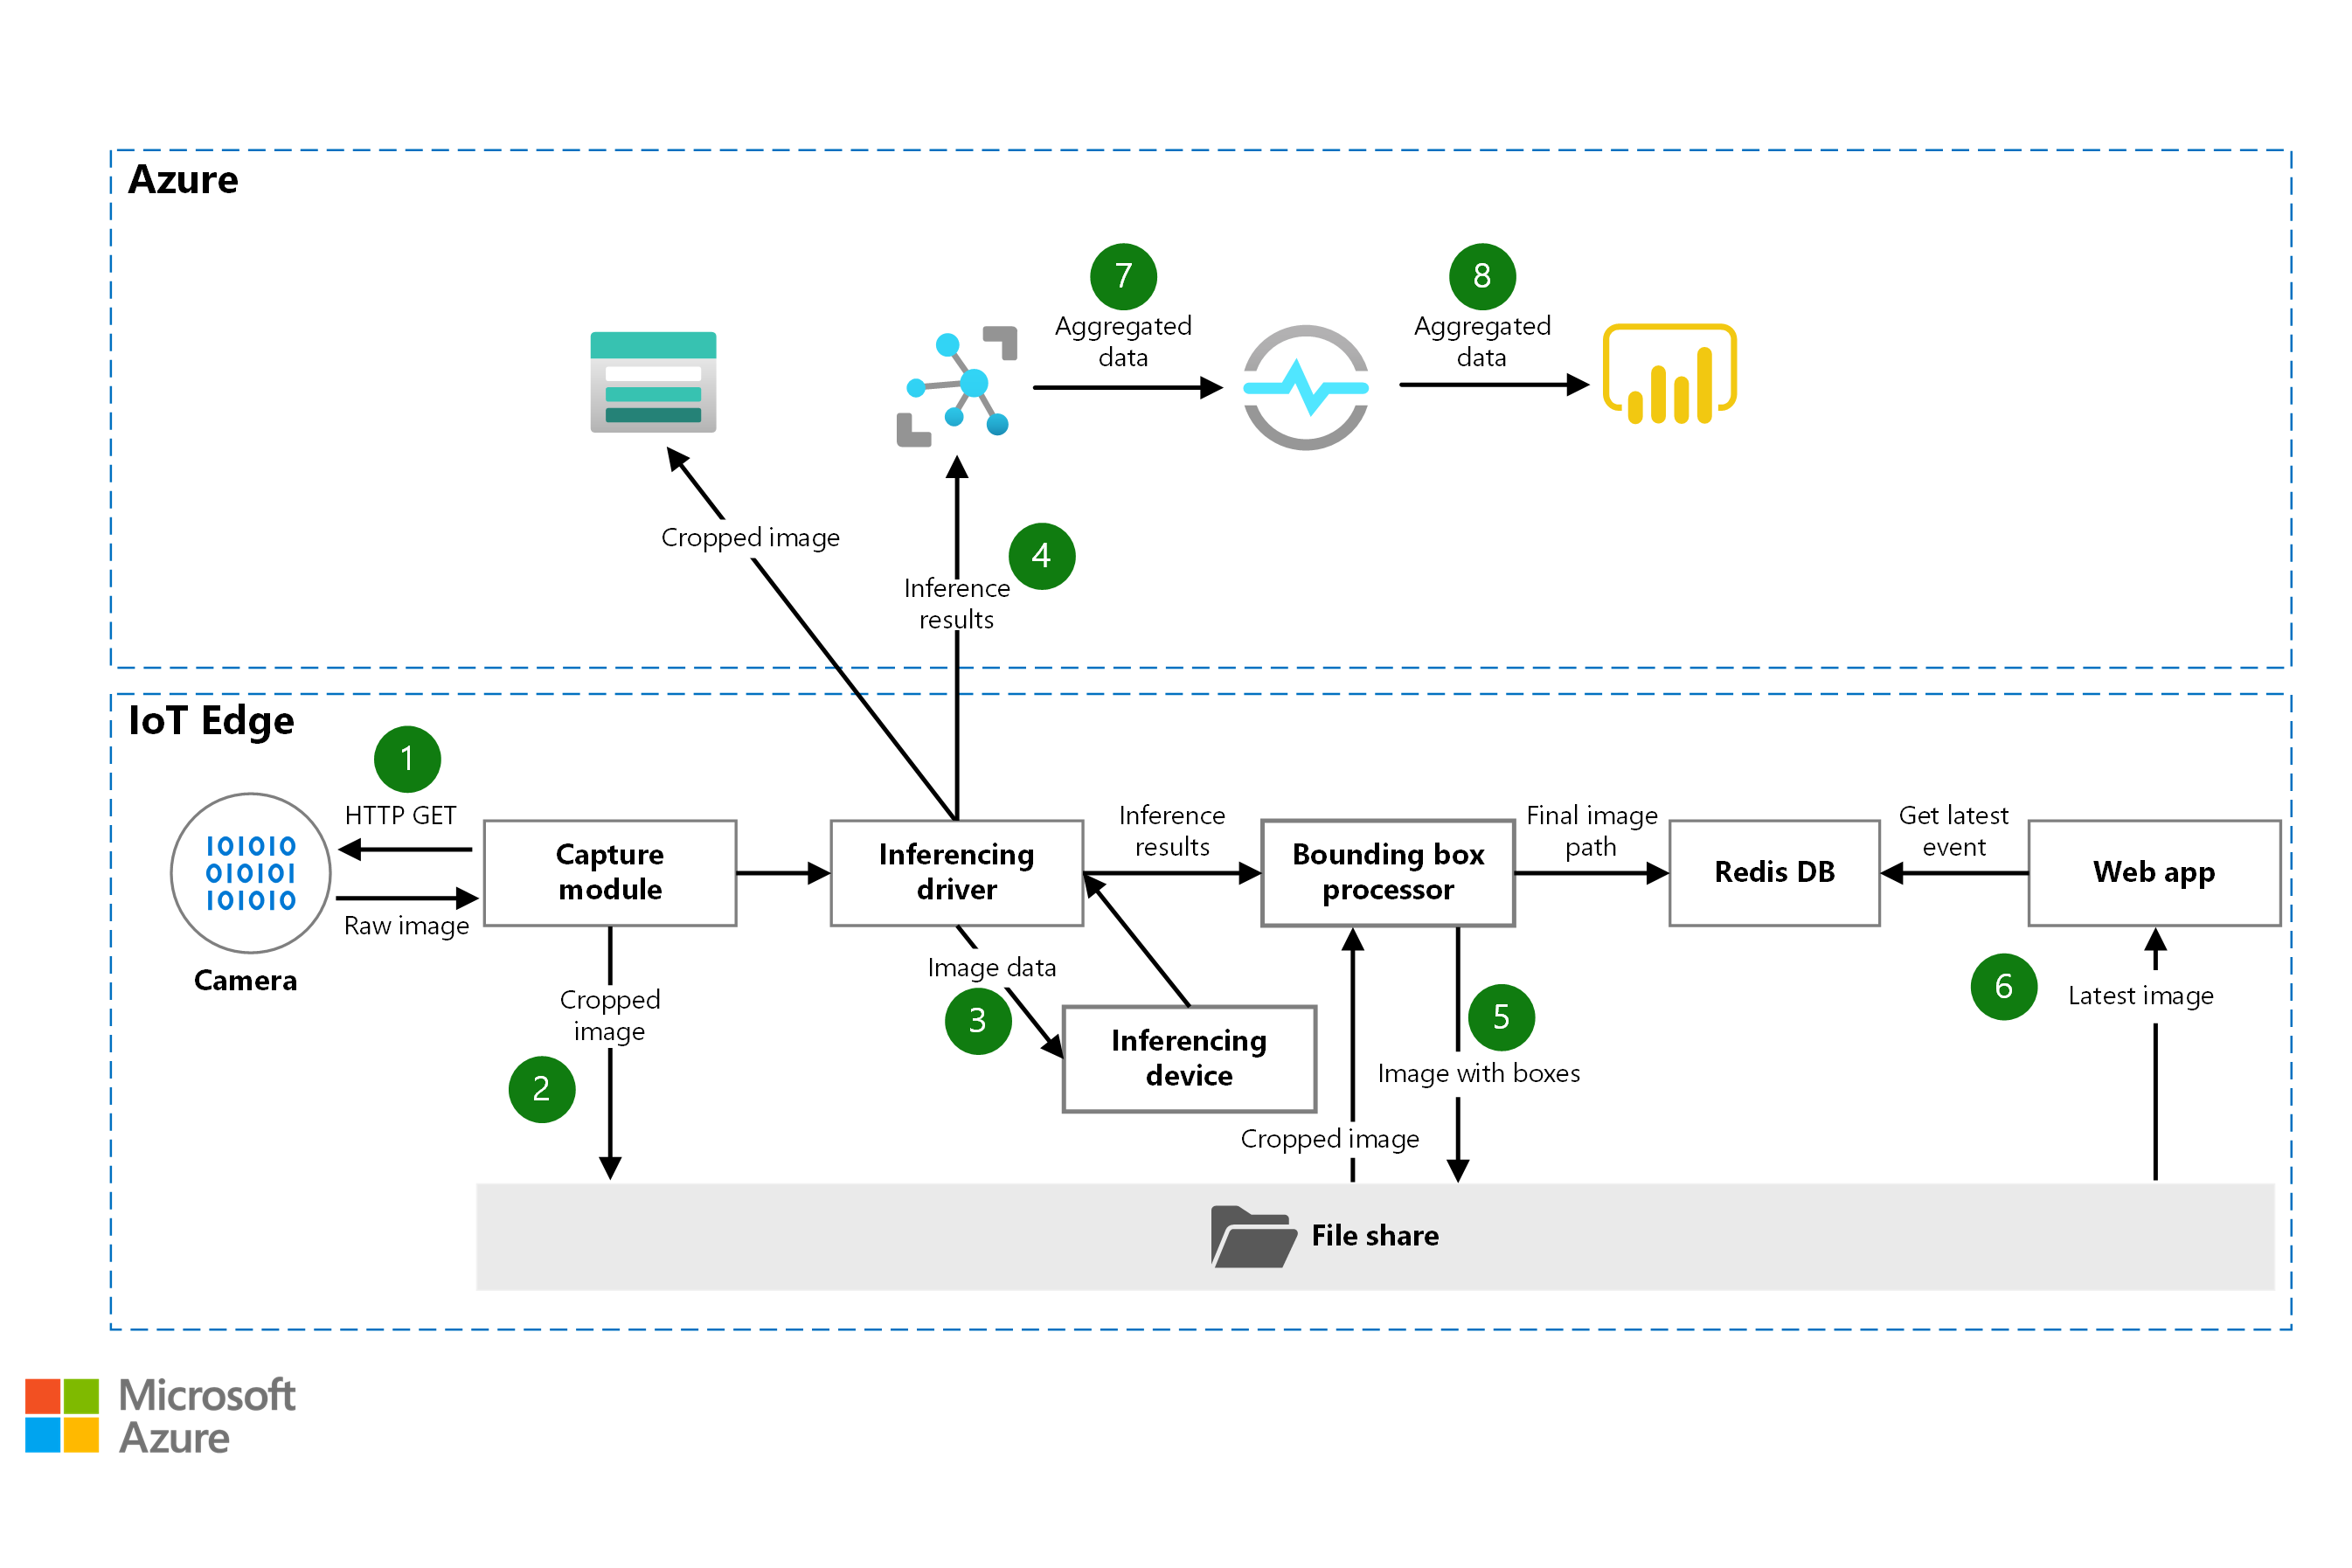 Azure
7
Aggregated
data
8
Aggregated
data
Cropped image
4
Inference
results
IoT Edge
1
HTTP GET
Raw image
IOIOIO
OIOIOI
IOIOIO
Camera
Capture
module
Inferencing
driver
Inference
results
Bounding box
processor
Final image
path
Redis DB
Get latest
event
Web app
Cropped
image
2
Image data
3
Inferencing
device
Cropped image
5
Image with boxes
6
Latest image
File share
Microsoft
Azure